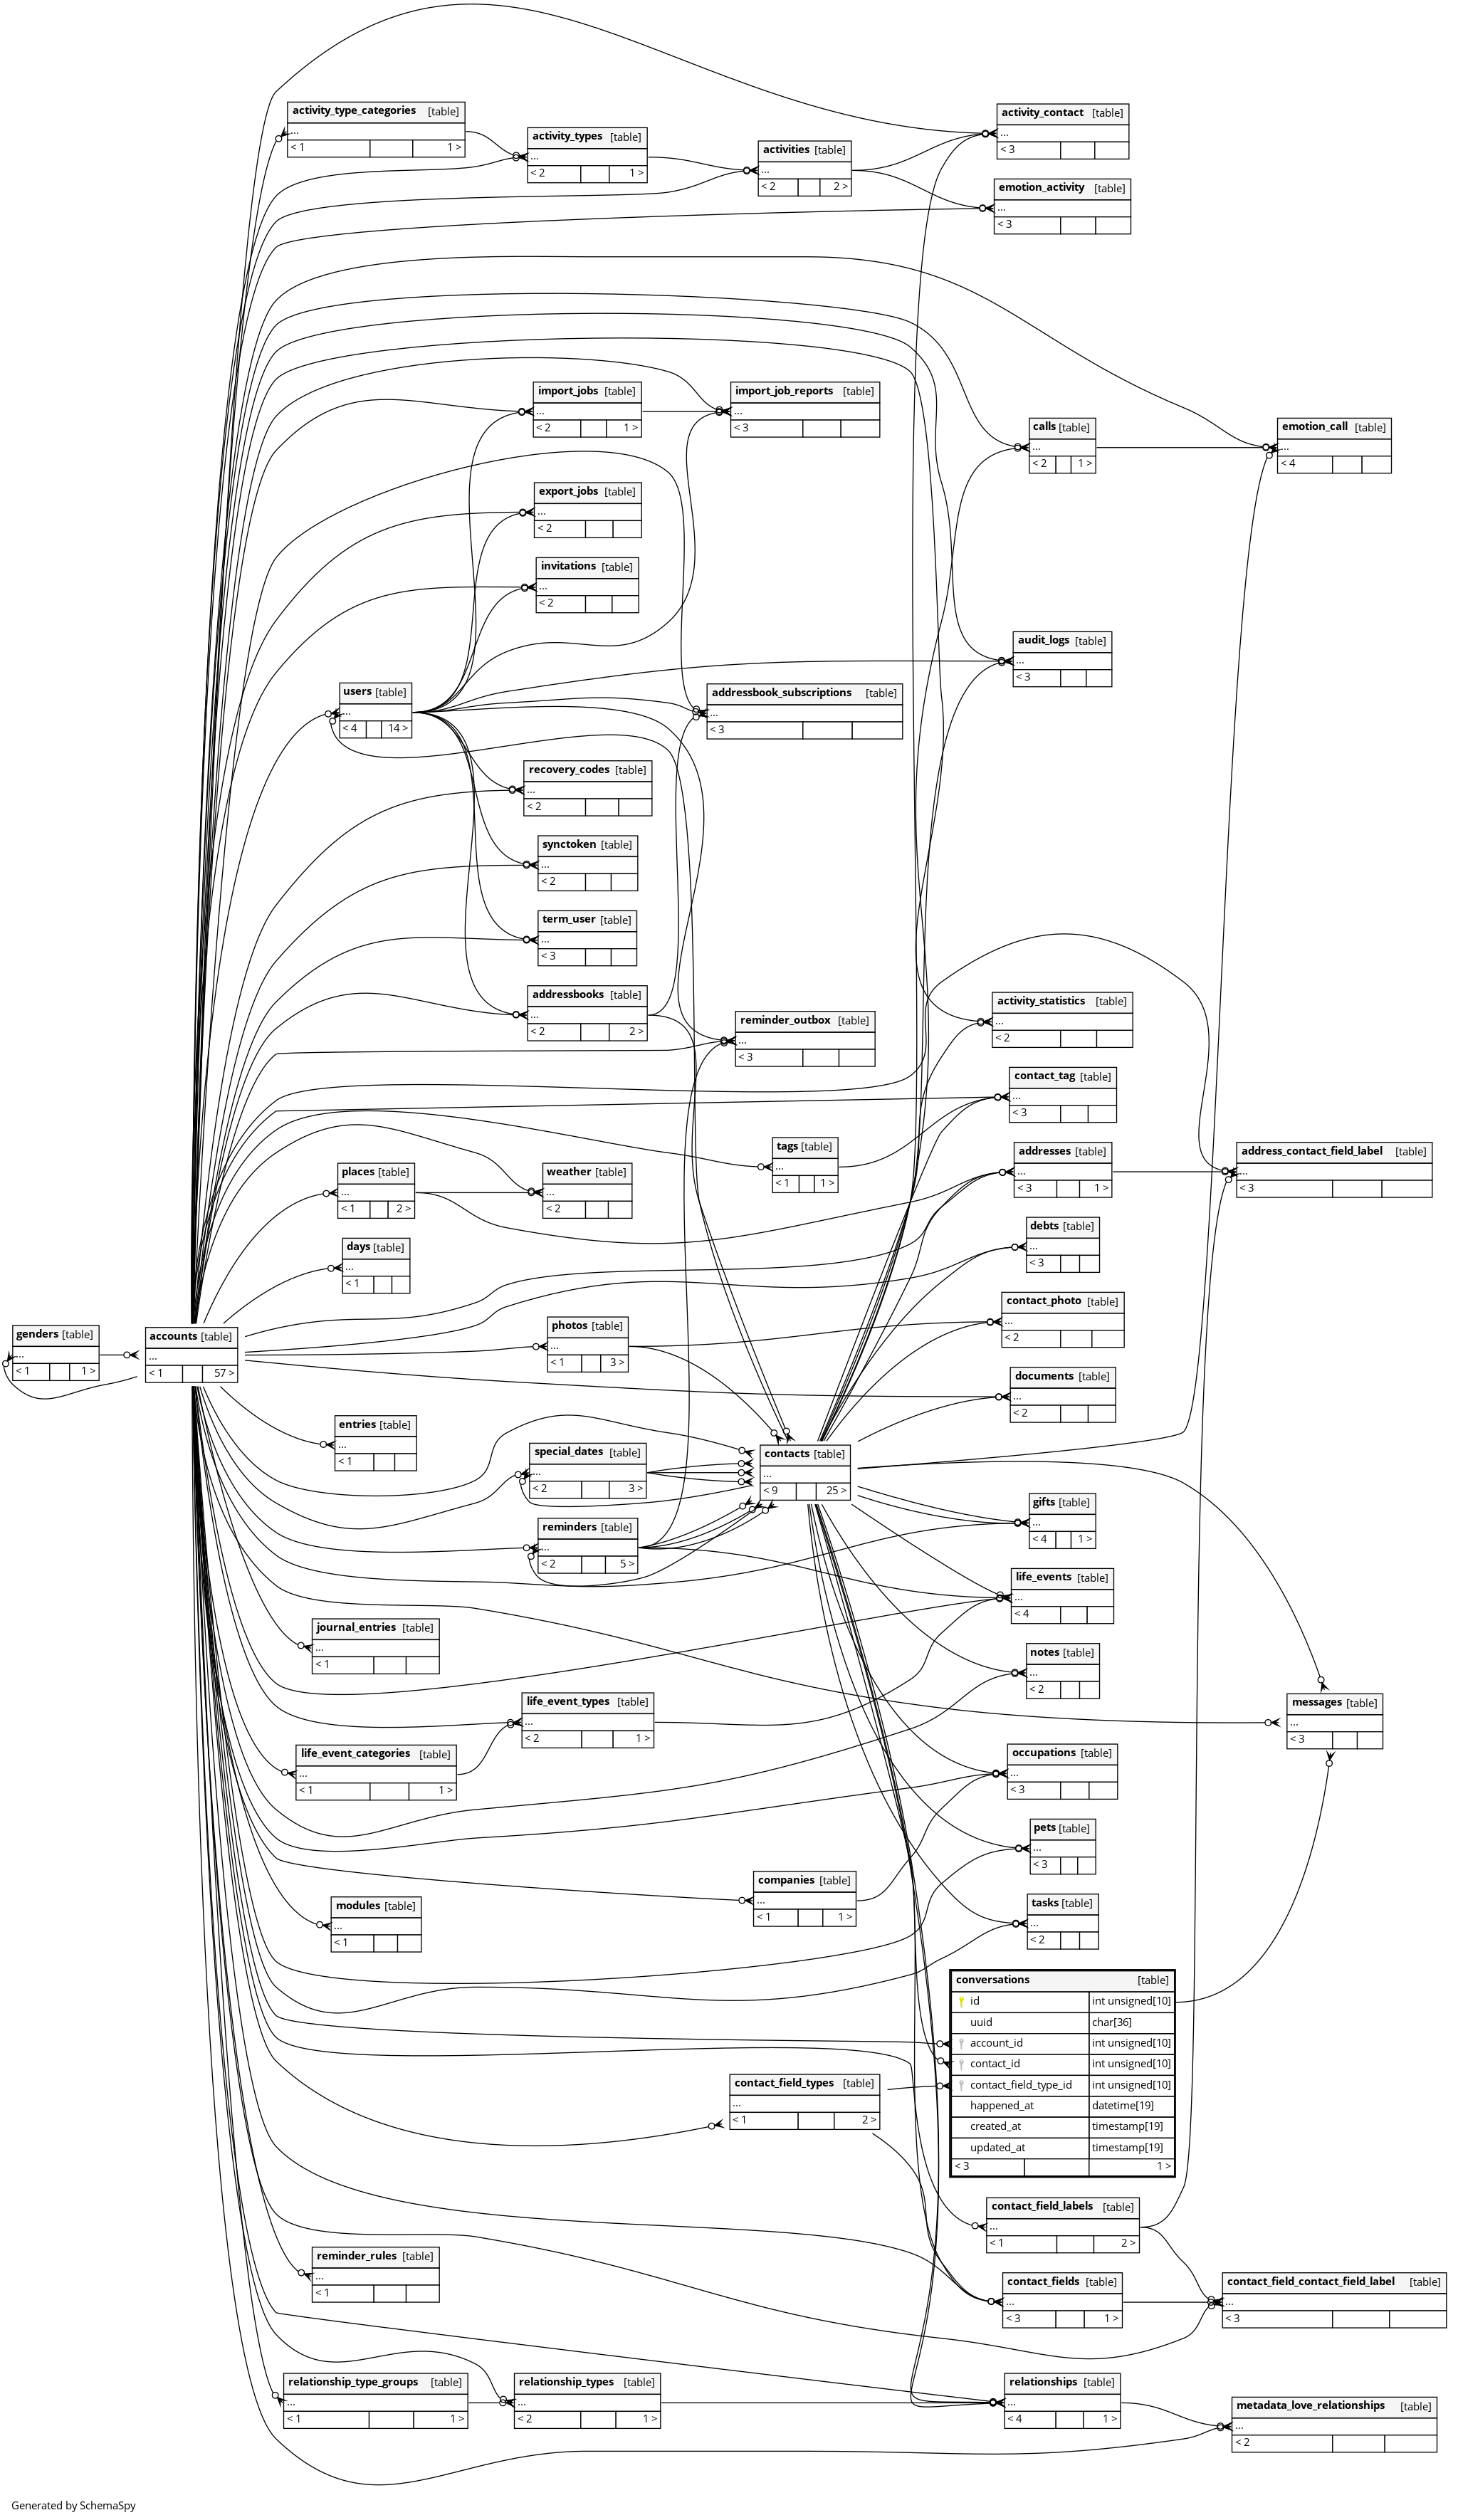 activity_type_categories [table]
...
< 1 1 >
activity_types [table]
...
< 2 1 >
activities [table]
...
< 2 2 >
activity_contact [table]
...
< 3
emotion_activity [table]
...
< 3
import_jobs [table]
...
< 2 1 >
import_job_reports [table]
...
< 3
calls [table]
...
< 2 1 >
emotion_call [table]
...
< 4
export_jobs [table]
...
< 2
invitations [table]
...
< 2
audit_logs [table]
...
< 3
users [table]
...
< 4 14 >
addressbook_subscriptions [table]
...
< 3
recovery_codes [table]
...
< 2
synctoken [table]
...
< 2
term_user [table]
...
< 3
addressbooks [table]
...
< 2 2 >
reminder_outbox [table]
...
< 3
activity_statistics [table]
...
< 2
contact_tag [table]
...
< 3
tags [table]
...
< 1 1 >
addresses [table]
...
< 3 1 >
address_contact_field_label [table]
...
< 3
places [table]
...
< 1 2 >
weather [table]
...
< 2
days [table]
...
< 1
debts [table]
...
< 3
genders [table]
...
< 1 1 >
accounts [table]
...
< 1 57 >
photos [table]
...
< 1 3 >
contact_photo [table]
...
< 2
documents [table]
...
< 2
entries [table]
...
< 1
special_dates [table]
...
< 2 3 >
contacts [table]
...
< 9 25 >
gifts [table]
...
< 4 1 >
reminders [table]
...
< 2 5 >
life_events [table]
...
< 4
journal_entries [table]
...
< 1
notes [table]
...
< 2
life_event_types [table]
...
< 2 1 >
messages [table]
...
< 3
life_event_categories [table]
...
< 1 1 >
occupations [table]
...
< 3
pets [table]
...
< 3
companies [table]
...
< 1 1 >
modules [table]
...
< 1
tasks [table]
...
< 2
conversations [table]
id int unsigned[10]
uuid char[36]
account_id int unsigned[10]
contact_id int unsigned[10]
contact_field_type_id int unsigned[10]
happened_at datetime[19]
created_at timestamp[19]
updated_at timestamp[19]
< 3 1 >
contact_field_types [table]
...
< 1 2 >
contact_field_labels [table]
...
< 1 2 >
reminder_rules [table]
...
< 1
contact_fields [table]
...
< 3 1 >
contact_field_contact_field_label [table]
...
< 3
relationship_type_groups [table]
...
< 1 1 >
relationship_types [table]
...
< 2 1 >
relationships [table]
...
< 4 1 >
metadata_love_relationships [table]
...
< 2
Generated by SchemaSpy